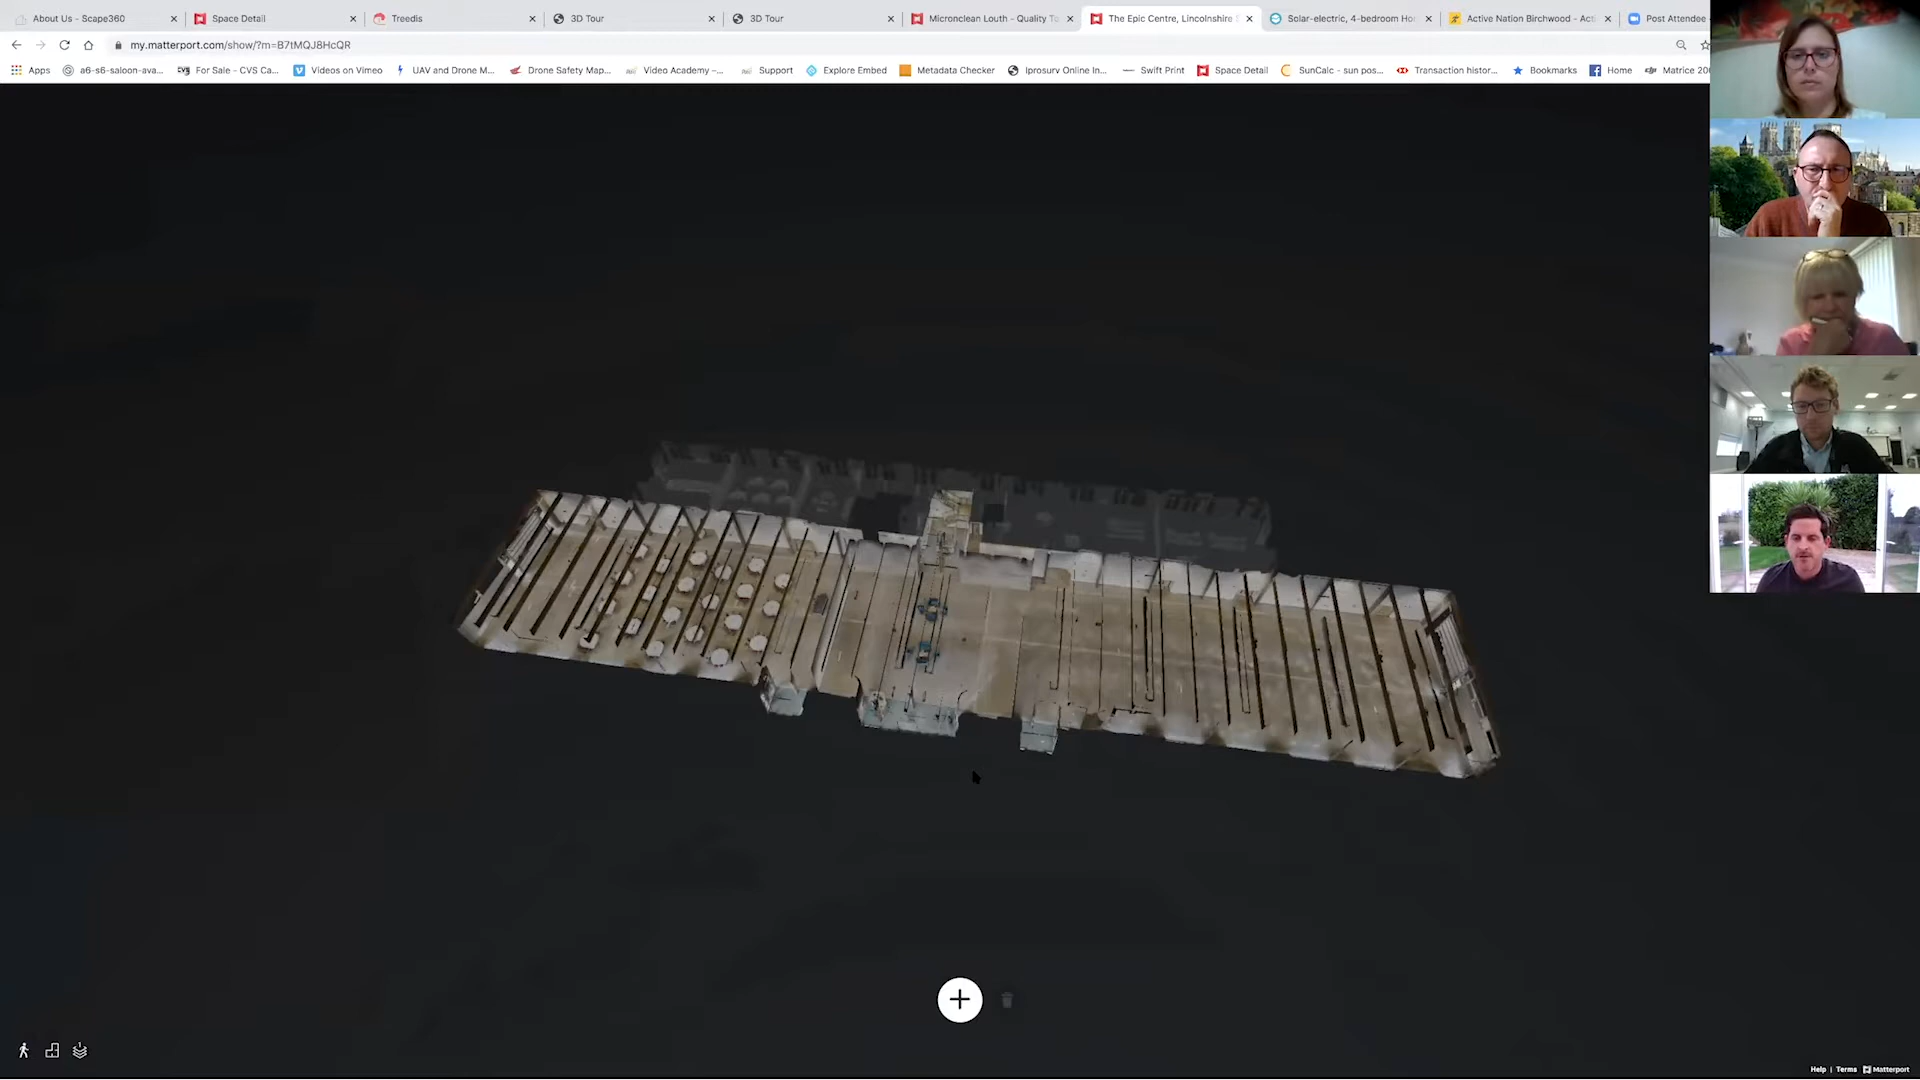 About Us - Scape360
Space Detail
Treedis
3D Tour
3D Tour
Micronclean Louth - Quality To
The Epic Centre, Lincolnshire
Solar-electric, 4-bedroom Ho
Active Nation Birchwood - Act
Post Attendee
my.matterport.com/show/?m=B7tMQJ8HcQR
Apps
a6-s6-saloon-ava...
For Sale - CVS Ca...
Videos on Vimeo
UAV and Drone M...
Drone Safety Map...
Video Academy –...
Support
Explore Embed
Metadata Checker
Iprosurv Online In...
Swift Print
Space Detail
SunCalc - sun pos...
Transaction histor...
Bookmarks
Home
Matrice 20
Help | Terms Matterport